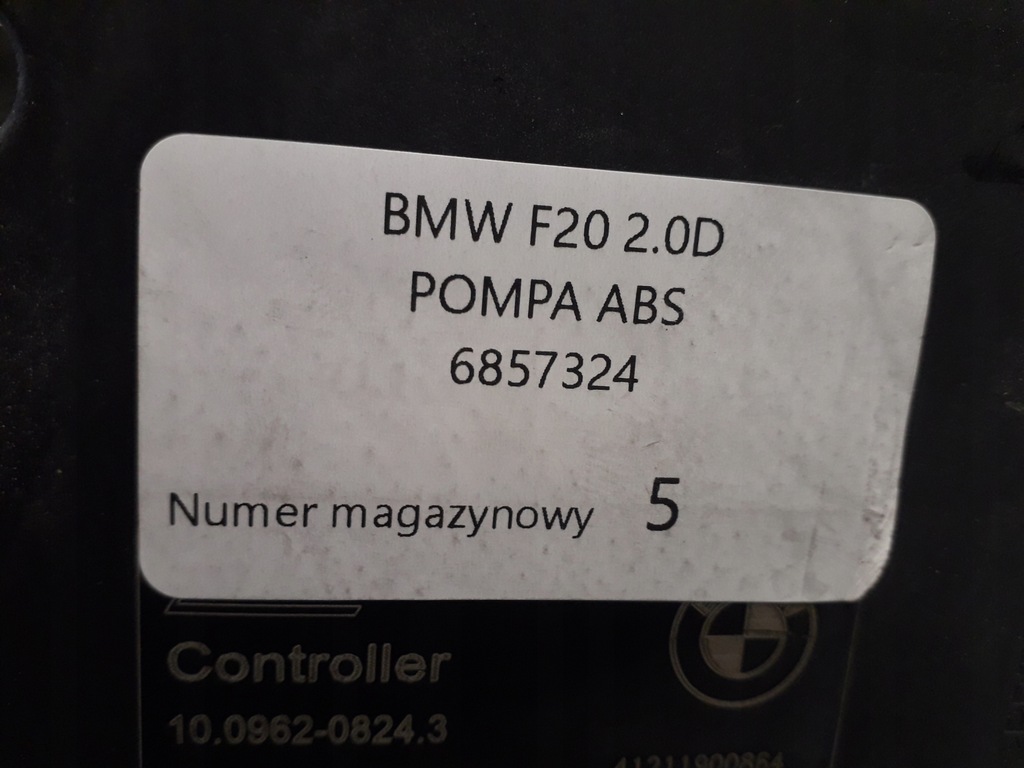 BMW F20 2.0D
POMPA ABS
6857324
Numer magazynowy 5
Controller
10.0962-0824.3